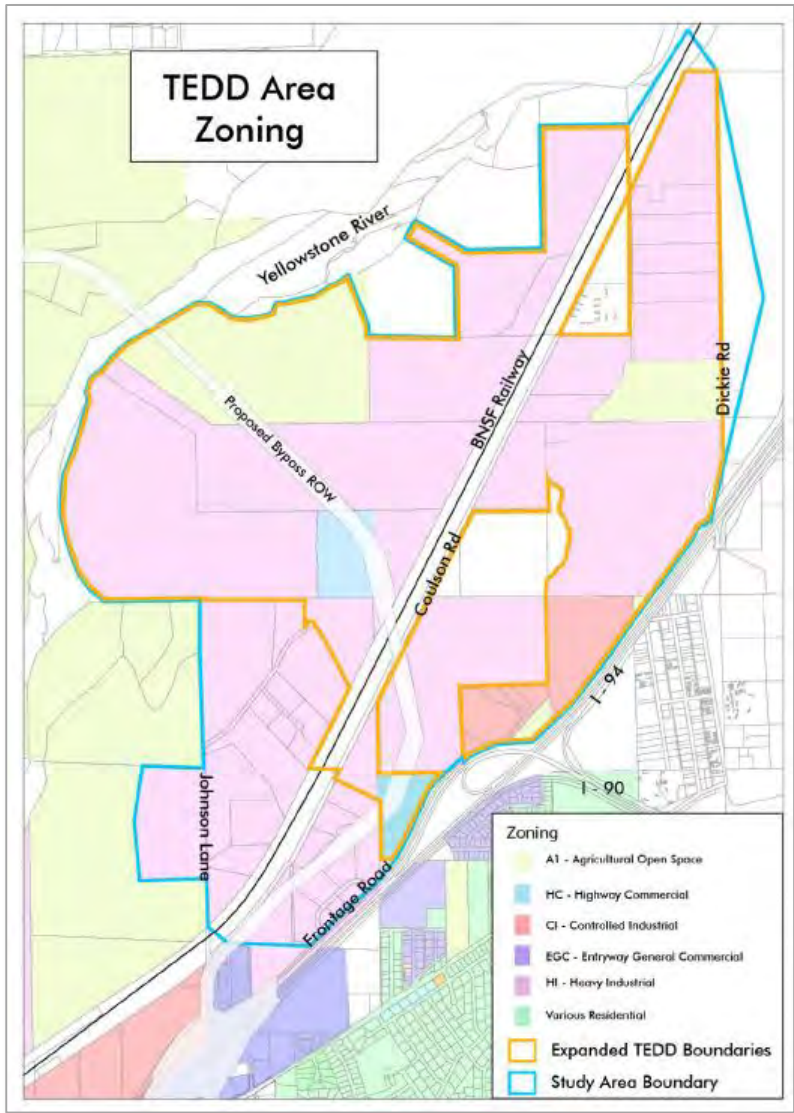 TEDD Area
Zoning
Yellowstone River
BNSF Railway
Dickie Rd
Proposed Bypass ROW
Coulson Rd
I - 94
I - 90
Johnson Lane
Frontage Road
Zoning
A1 - Agricultural Open Space
HC - Highway Commercial
CI - Controlled Industrial
EGC - Entryway General Commercial
HI - Heavy Industrial
Various Residential
Expanded TEDD Boundaries
Study Area Boundary